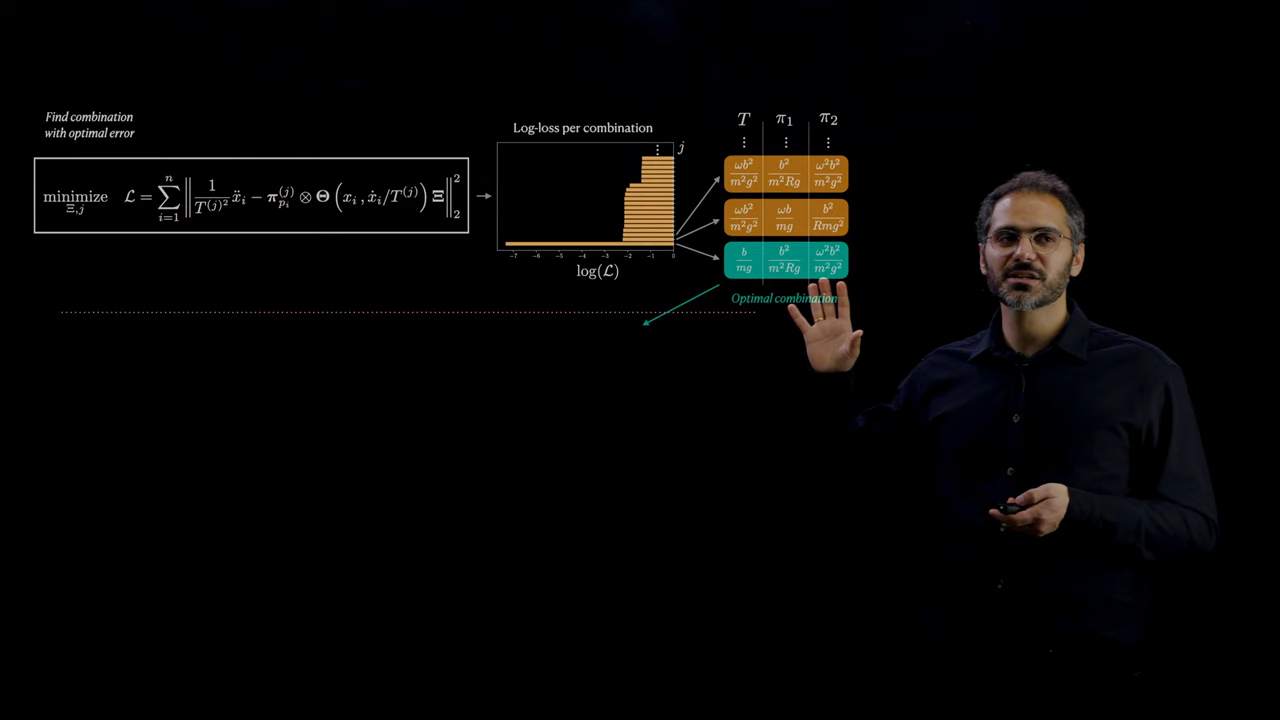 Find combination
with optimal error
minimize
Ξ,j
ℒ = ∑_{i=1}^{n} ‖ 1/T^{(j)^2} ẍ_i − π_{p_i}^{(j)} ⊗ Θ ( x_i , ẋ_i/T^{(j)} ) Ξ ‖_2^2
Log-loss per combination
j
−7 −6 −5 −4 −3 −2 −1 0
log(ℒ)
T π₁ π₂
⋮ ⋮ ⋮ ⋮
ωb²/m²g² b²/m²Rg ω²b²/m²g²
ωb²/m²g² ωb/mg b²/Rmg²
b/mg b²/m²Rg ω²b²/m²g²
Optimal combination